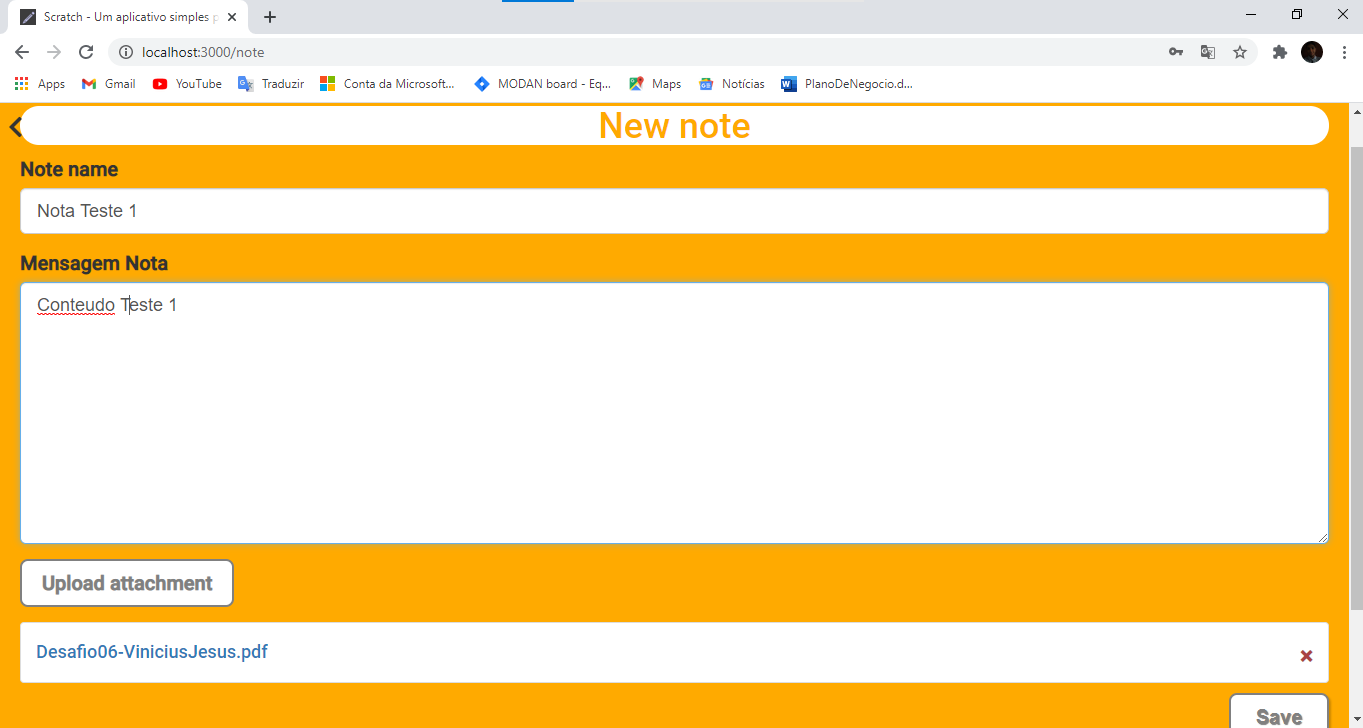 Scratch - Um aplicativo simples p
localhost:3000/note
Apps Gmail YouTube Traduzir Conta da Microsoft... MODAN board - Eq... Maps Notícias PlanoDeNegocio.d...
New note
Note name
Nota Teste 1
Mensagem Nota
Conteudo Teste 1
Upload attachment
Desafio06-ViniciusJesus.pdf
Save